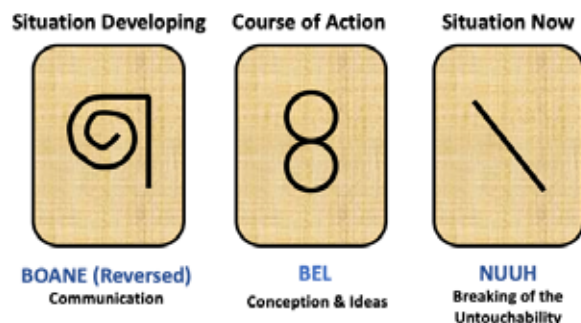 Situation Developing
Course of Action
Situation Now
BOANE (Reversed)
Communication
BEL
Conception & Ideas
NUUH
Breaking of the
Untouchability